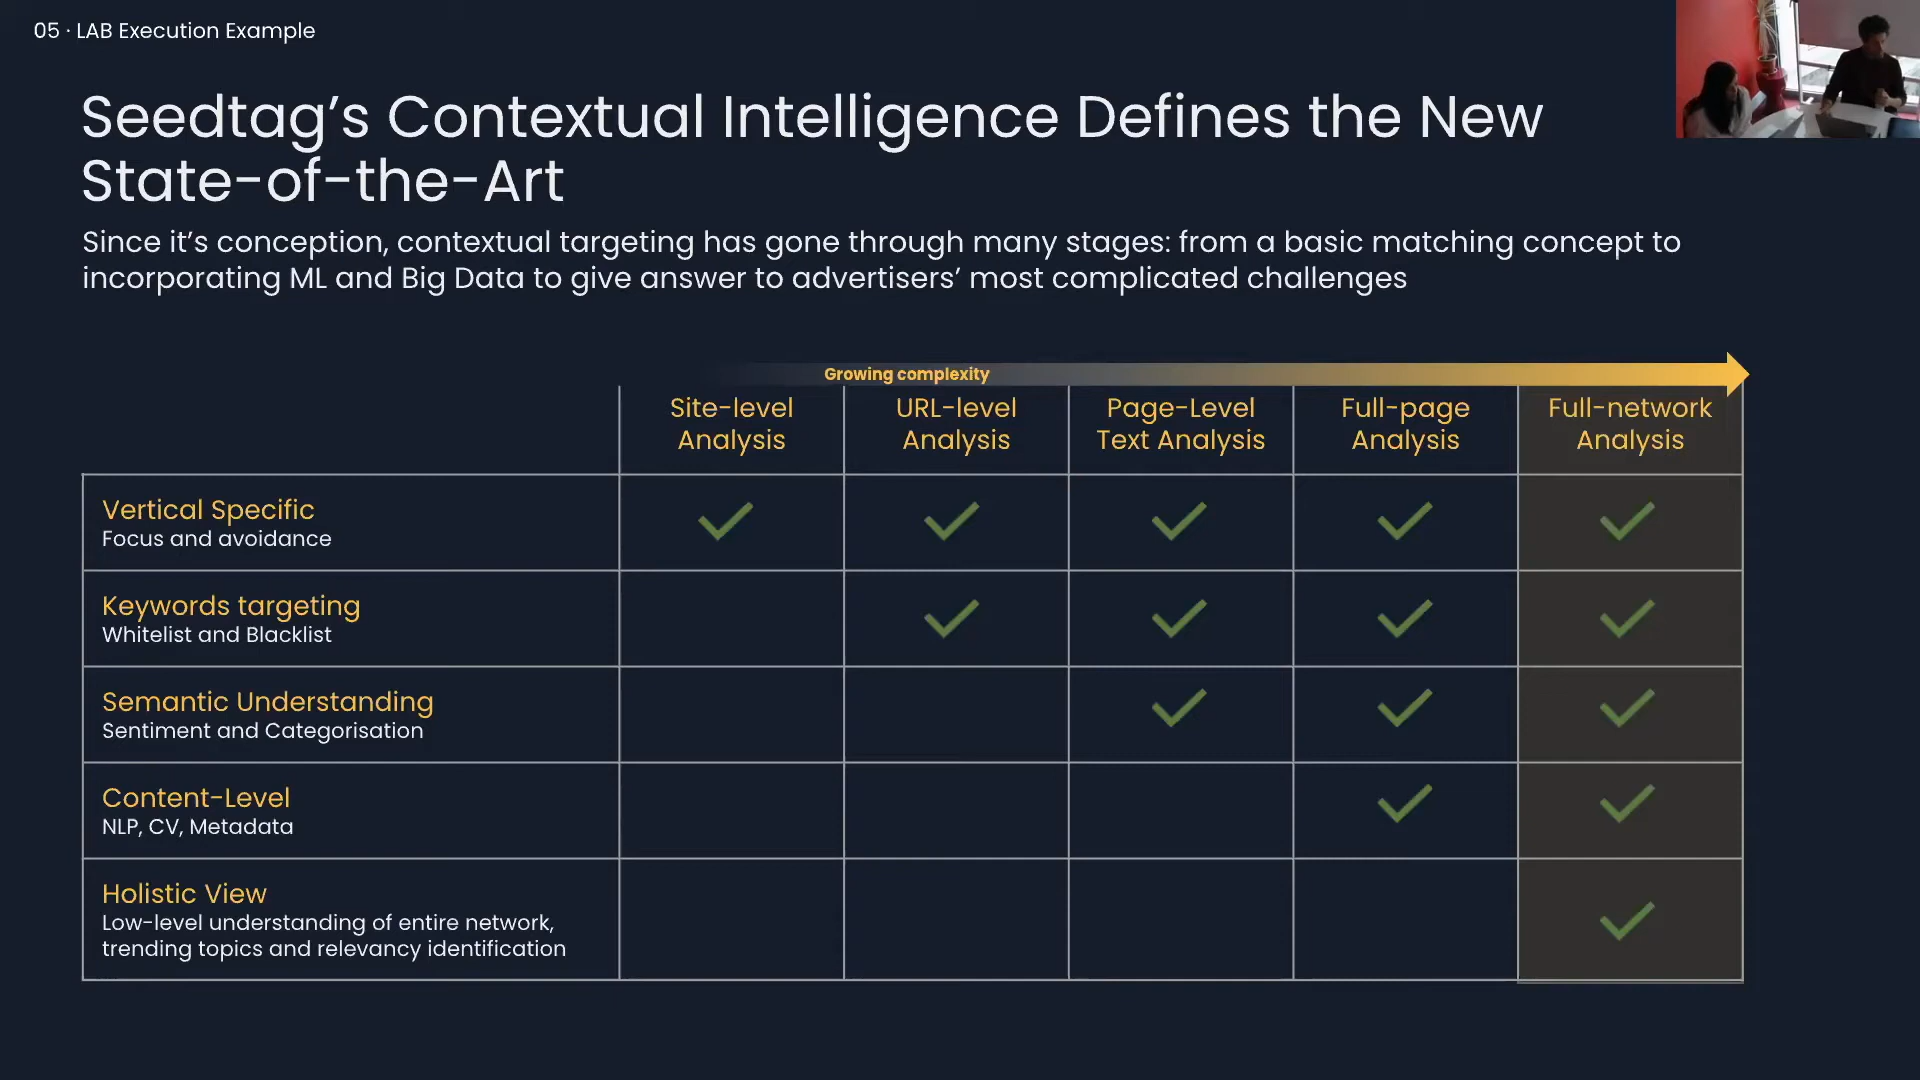 05 · LAB Execution Example
Seedtag’s Contextual Intelligence Defines the New
State-of-the-Art
Since it’s conception, contextual targeting has gone through many stages: from a basic matching concept to
incorporating ML and Big Data to give answer to advertisers’ most complicated challenges
Growing complexity
Site-level
Analysis
URL-level
Analysis
Page-Level
Text Analysis
Full-page
Analysis
Full-network
Analysis
Vertical Specific
Focus and avoidance
Keywords targeting
Whitelist and Blacklist
Semantic Understanding
Sentiment and Categorisation
Content-Level
NLP, CV, Metadata
Holistic View
Low-level understanding of entire network,
trending topics and relevancy identification